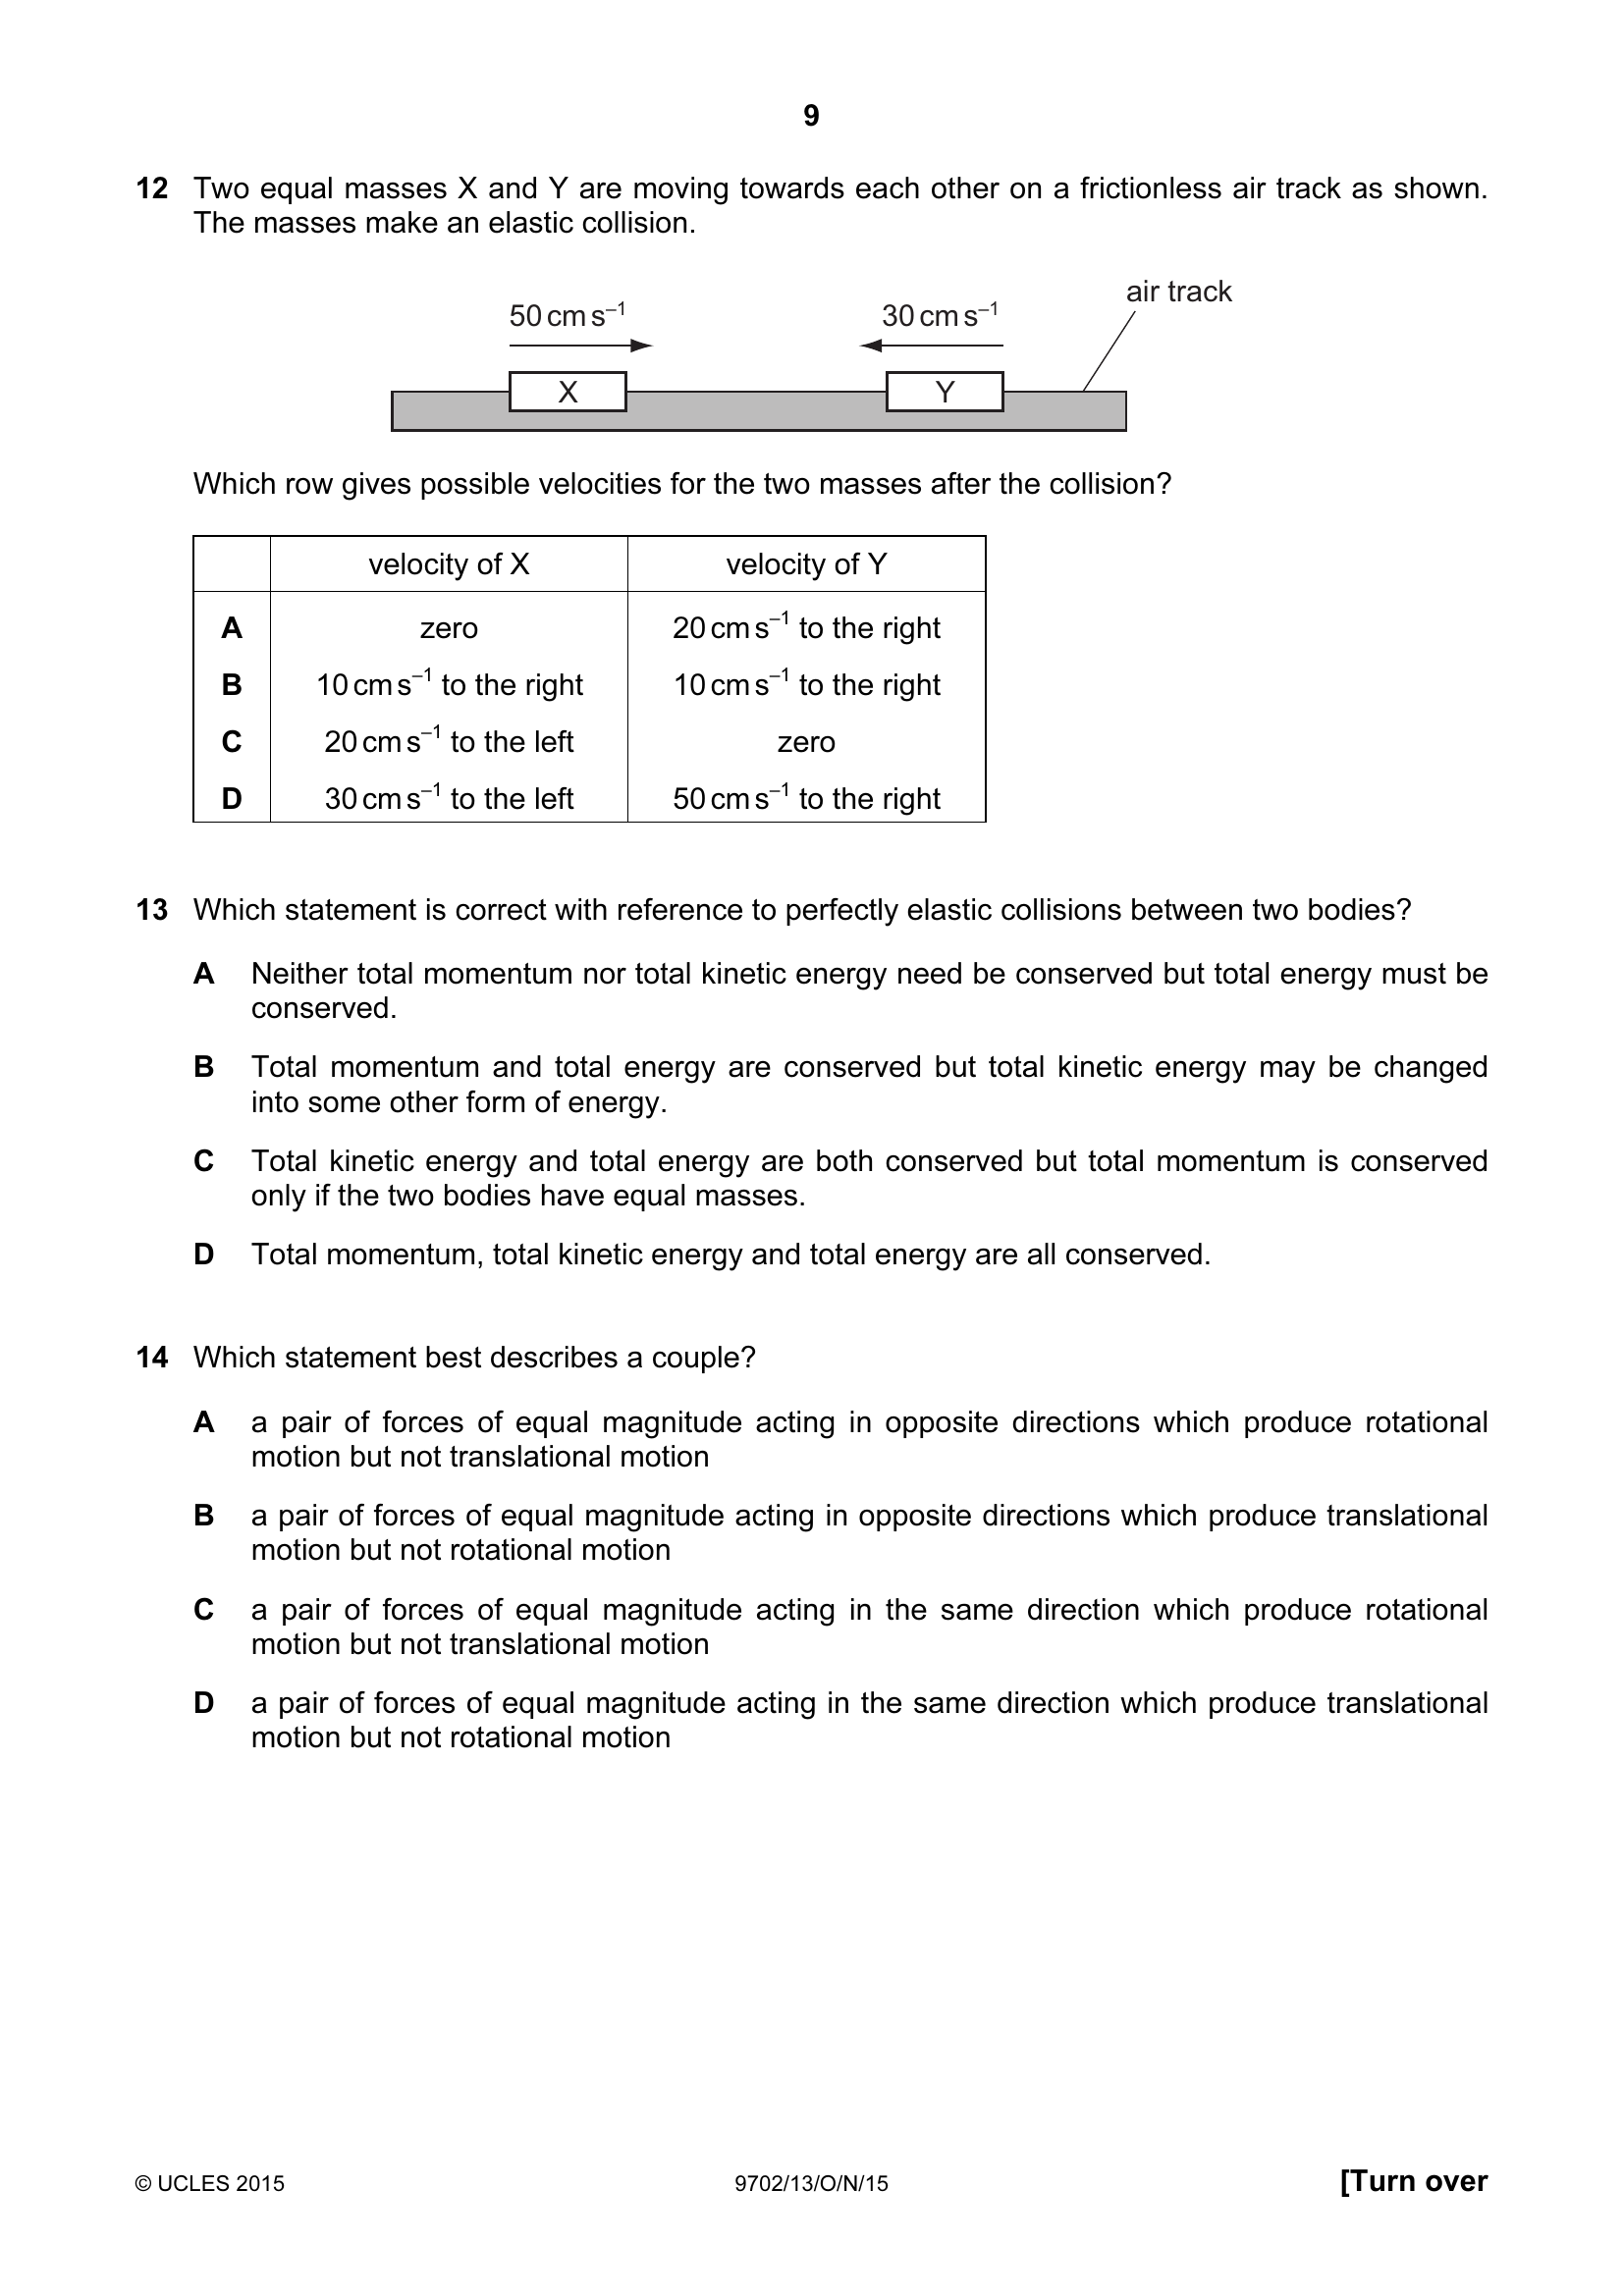 9
12 Two equal masses X and Y are moving towards each other on a frictionless air track as shown.
The masses make an elastic collision.
air track
50 cm s⁻¹ 30 cm s⁻¹
X Y
Which row gives possible velocities for the two masses after the collision?
velocity of X velocity of Y
A zero 20 cm s⁻¹ to the right
B 10 cm s⁻¹ to the right 10 cm s⁻¹ to the right
C 20 cm s⁻¹ to the left zero
D 30 cm s⁻¹ to the left 50 cm s⁻¹ to the right
13 Which statement is correct with reference to perfectly elastic collisions between two bodies?
A Neither total momentum nor total kinetic energy need be conserved but total energy must be
conserved.
B Total momentum and total energy are conserved but total kinetic energy may be changed
into some other form of energy.
C Total kinetic energy and total energy are both conserved but total momentum is conserved
only if the two bodies have equal masses.
D Total momentum, total kinetic energy and total energy are all conserved.
14 Which statement best describes a couple?
A a pair of forces of equal magnitude acting in opposite directions which produce rotational
motion but not translational motion
B a pair of forces of equal magnitude acting in opposite directions which produce translational
motion but not rotational motion
C a pair of forces of equal magnitude acting in the same direction which produce rotational
motion but not translational motion
D a pair of forces of equal magnitude acting in the same direction which produce translational
motion but not rotational motion
© UCLES 2015 9702/13/O/N/15 [Turn over